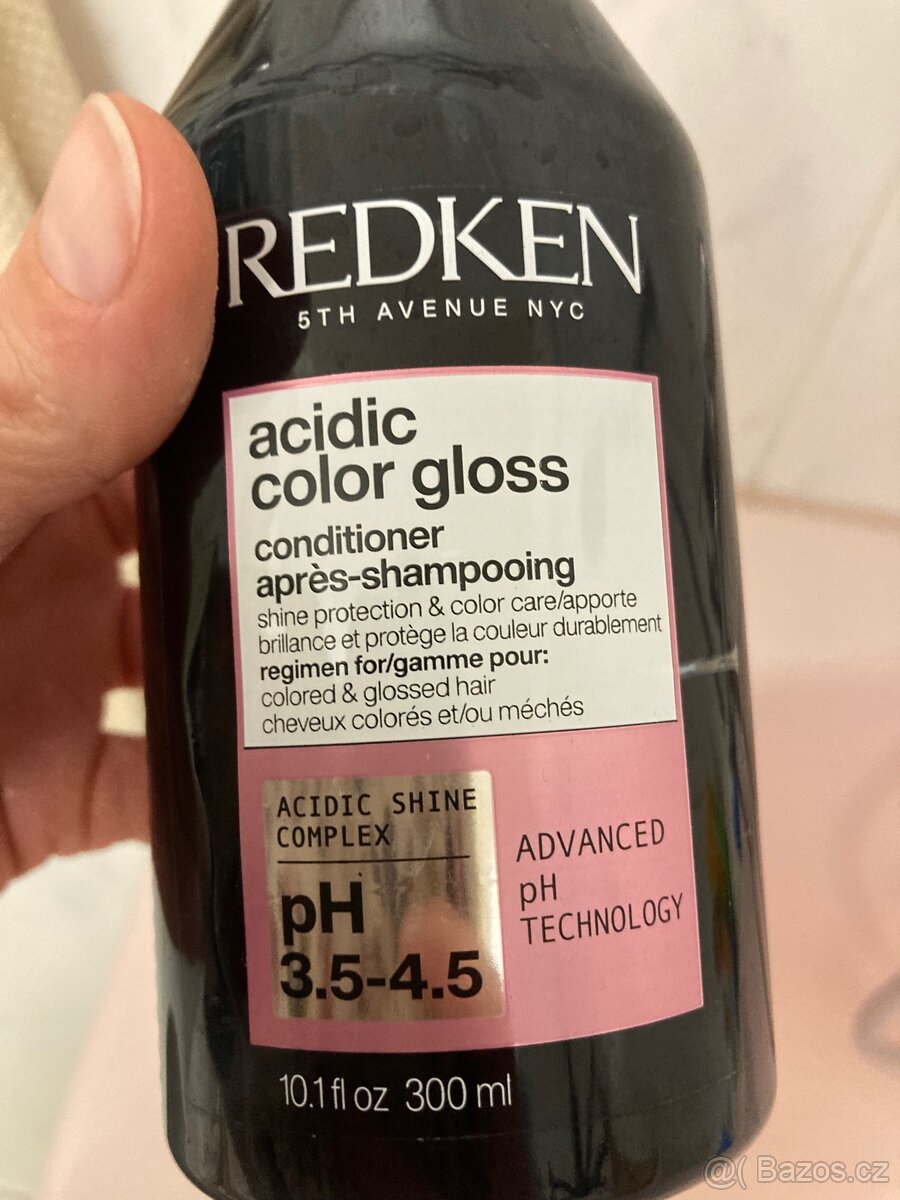 REDKEN
5TH AVENUE NYC
acidic
color gloss
conditioner
après-shampooing
shine protection & color care/apporte
brillance et protège la couleur durablement
regimen for/gamme pour:
colored & glossed hair
cheveux colorés et/ou méchés
ACIDIC SHINE
COMPLEX
pH
3.5-4.5
ADVANCED
pH
TECHNOLOGY
10.1 fl oz 300 ml
@( Bazos.cz